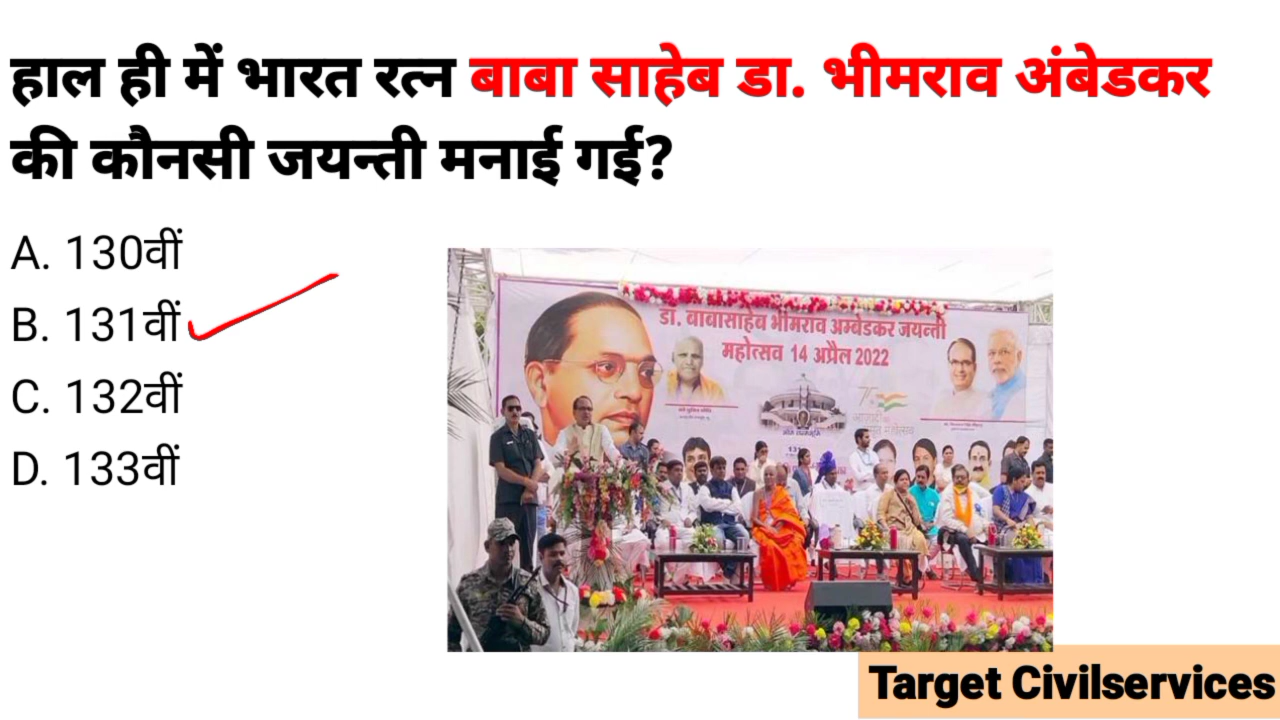 हाल ही में भारत रत्न बाबा साहेब डा. भीमराव अंबेडकर
की कौनसी जयन्ती मनाई गई?
A. 130वीं
B. 131वीं
C. 132वीं
D. 133वीं
डा. बाबासाहेब भीमराव अम्बेडकर जयन्ती
महोत्सव 14 अप्रैल 2022
Target Civilservices